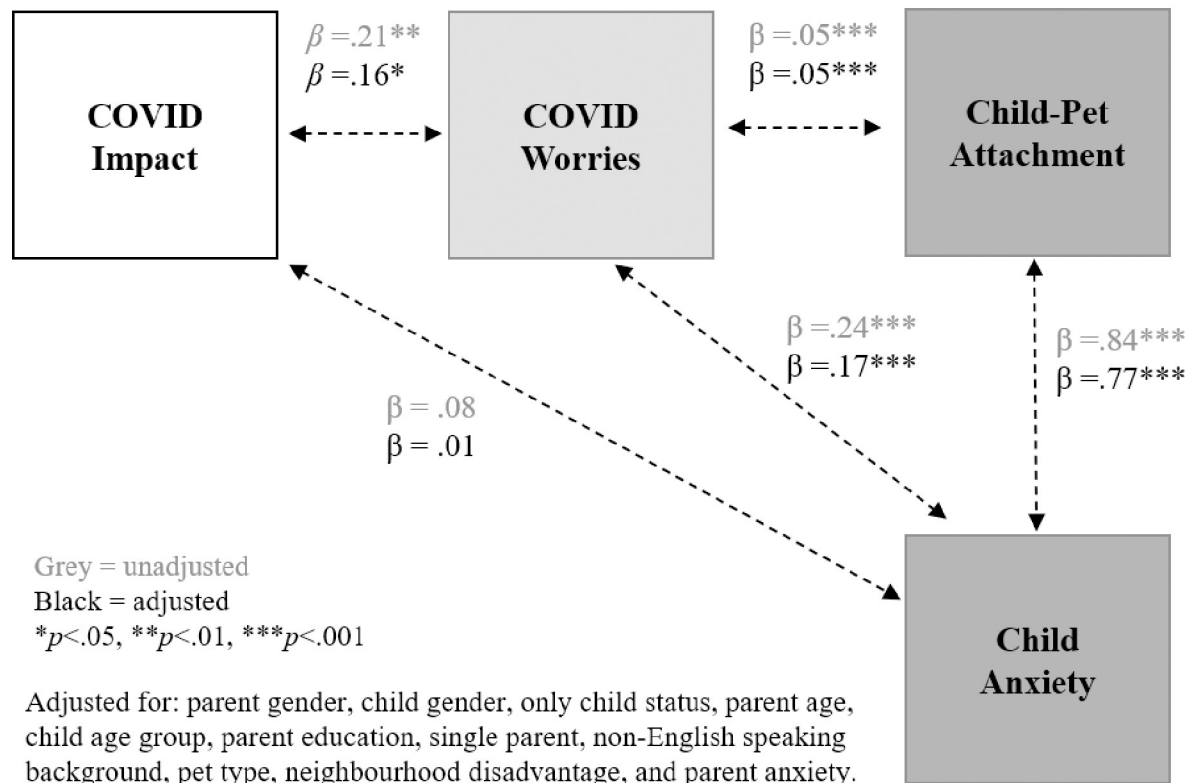 β =.21**
β =.16*
β =.05***
β =.05***
COVID
Impact
COVID
Worries
Child-Pet
Attachment
β =.24***
β =.17***
β =.84***
β =.77***
β = .08
β = .01
Grey = unadjusted
Black = adjusted
*p<.05, **p<.01, ***p<.001
Child
Anxiety
Adjusted for: parent gender, child gender, only child status, parent age,
child age group, parent education, single parent, non-English speaking
background, pet type, neighbourhood disadvantage, and parent anxiety.